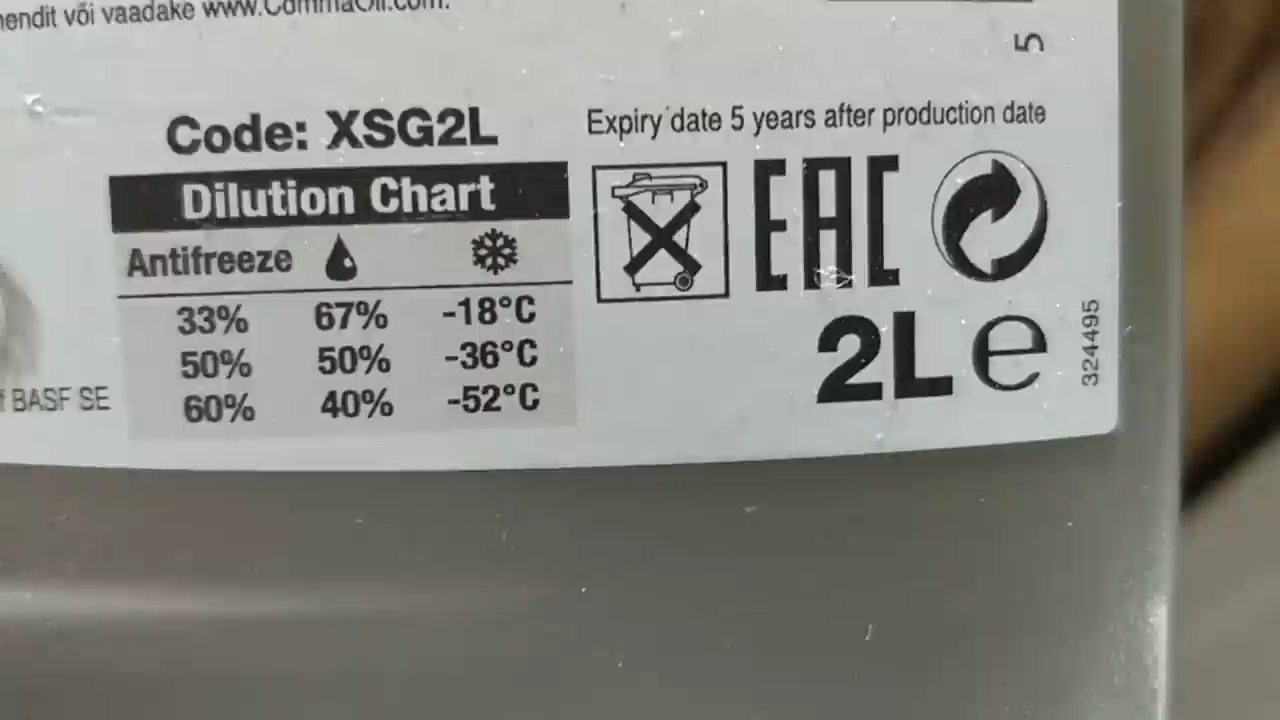 või vaadake www.CommaOil.com.
5
Code: XSG2L
Expiry date 5 years after production date
Dilution Chart
Antifreeze
33% 67% -18°C
50% 50% -36°C
60% 40% -52°C
EAC
2L e
324495
BASF SE